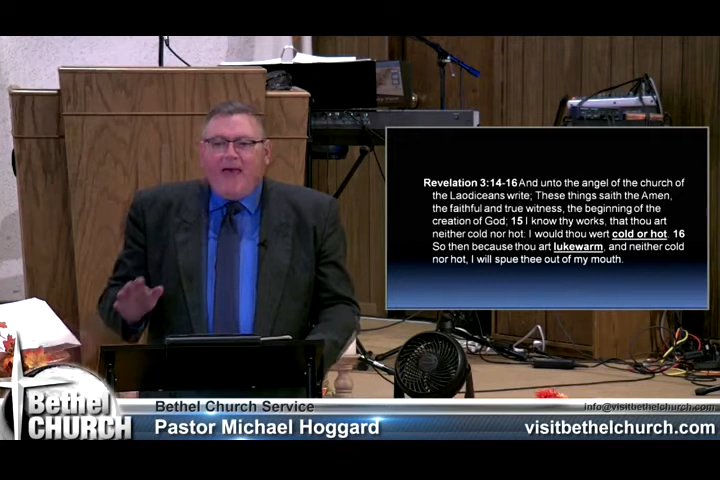 Revelation 3:14-16 And unto the angel of the church of
the Laodiceans write; These things saith the Amen,
the faithful and true witness, the beginning of the
creation of God; 15 I know thy works, that thou art
neither cold nor hot: I would thou wert cold or hot. 16
So then because thou art lukewarm, and neither cold
nor hot, I will spue thee out of my mouth.
Bethel
CHURCH
Bethel Church Service
info@visitbethelchurch.com
Pastor Michael Hoggard
visitbethelchurch.com